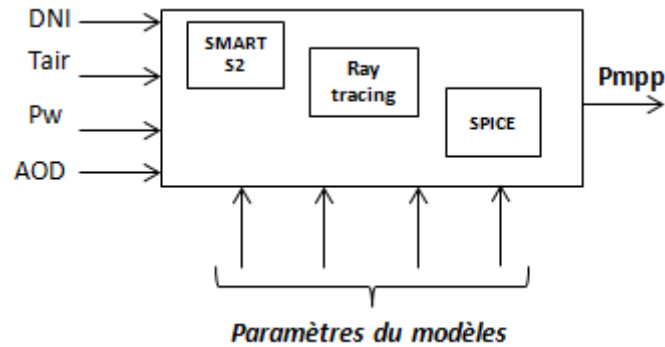 DNI
Tair
Pw
AOD
SMART
S2
Ray
tracing
SPICE
Pmpp
Paramètres du modèles